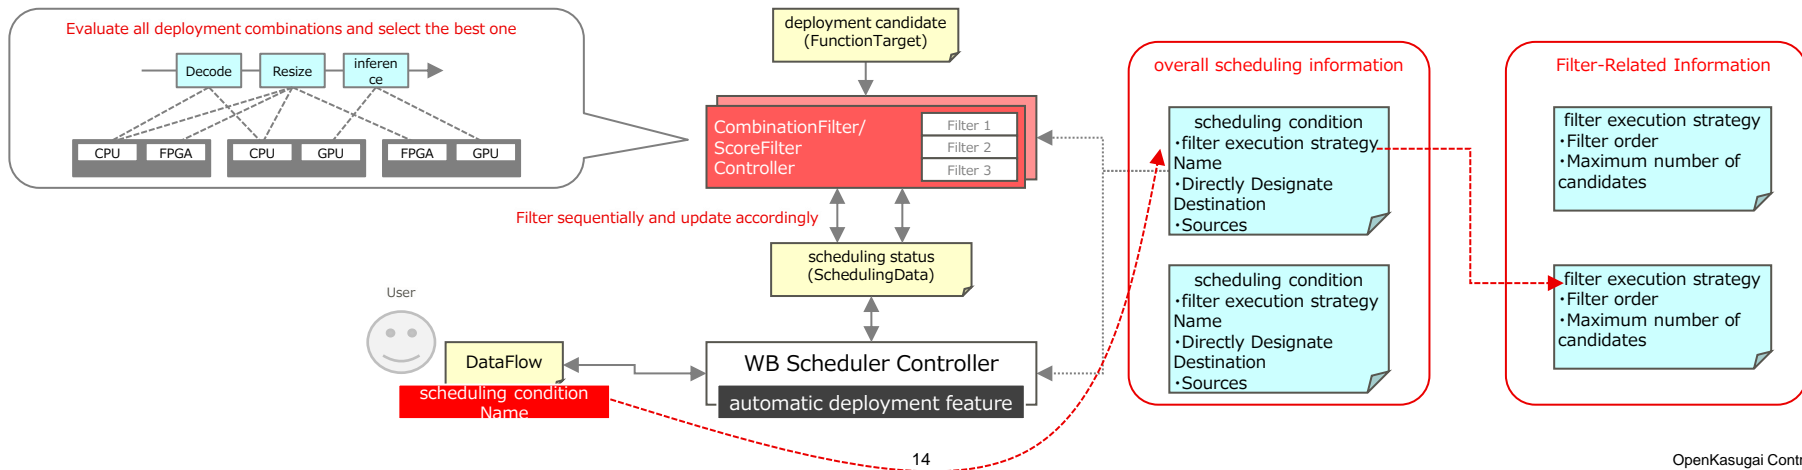 Evaluate all deployment combinations and select the best one
Decode
Resize
inferen
ce
CPU
FPGA
CPU
GPU
FPGA
GPU
deployment candidate
(FunctionTarget)
CombinationFilter/
ScoreFilter
Controller
Filter 1
Filter 2
Filter 3
Filter sequentially and update accordingly
scheduling status
(SchedulingData)
User
DataFlow
scheduling condition
Name
WB Scheduler Controller
automatic deployment feature
overall scheduling information
scheduling condition
・filter execution strategy
Name
・Directly Designate
Destination
・Sources
scheduling condition
・filter execution strategy
Name
・Directly Designate
Destination
・Sources
Filter-Related Information
filter execution strategy
・Filter order
・Maximum number of
candidates
filter execution strategy
・Filter order
・Maximum number of
candidates
14
OpenKasugai Contr